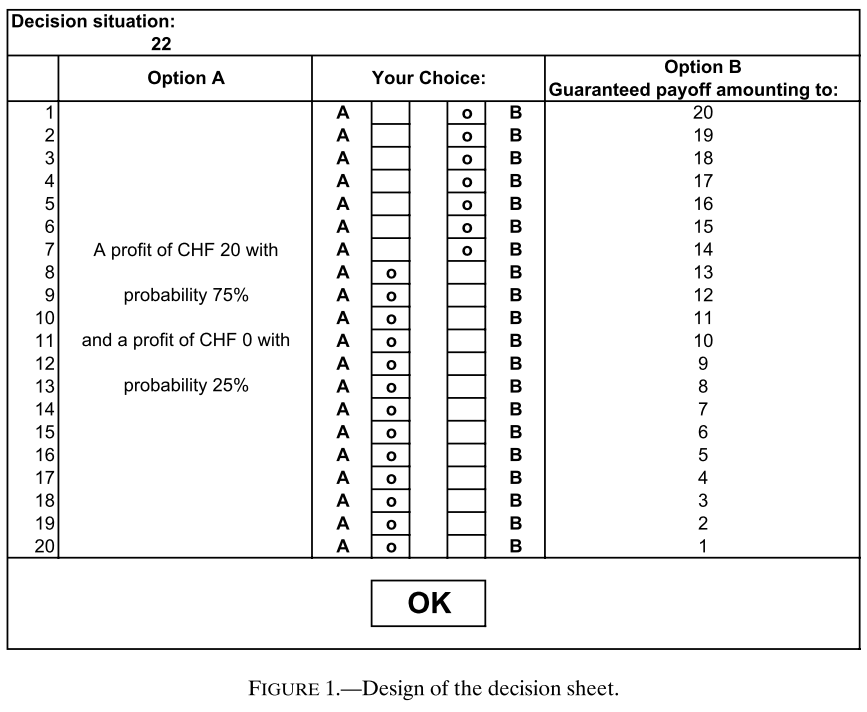 Decision situation:
22
Option A Your Choice: Option B
Guaranteed payoff amounting to:
1 A o B 20
2 A o B 19
3 A o B 18
4 A o B 17
5 A o B 16
6 A o B 15
7 A profit of CHF 20 with A o B 14
8 A o B 13
9 probability 75% A o B 12
10 A o B 11
11 and a profit of CHF 0 with A o B 10
12 A o B 9
13 probability 25% A o B 8
14 A o B 7
15 A o B 6
16 A o B 5
17 A o B 4
18 A o B 3
19 A o B 2
20 A o B 1
OK
FIGURE 1.—Design of the decision sheet.